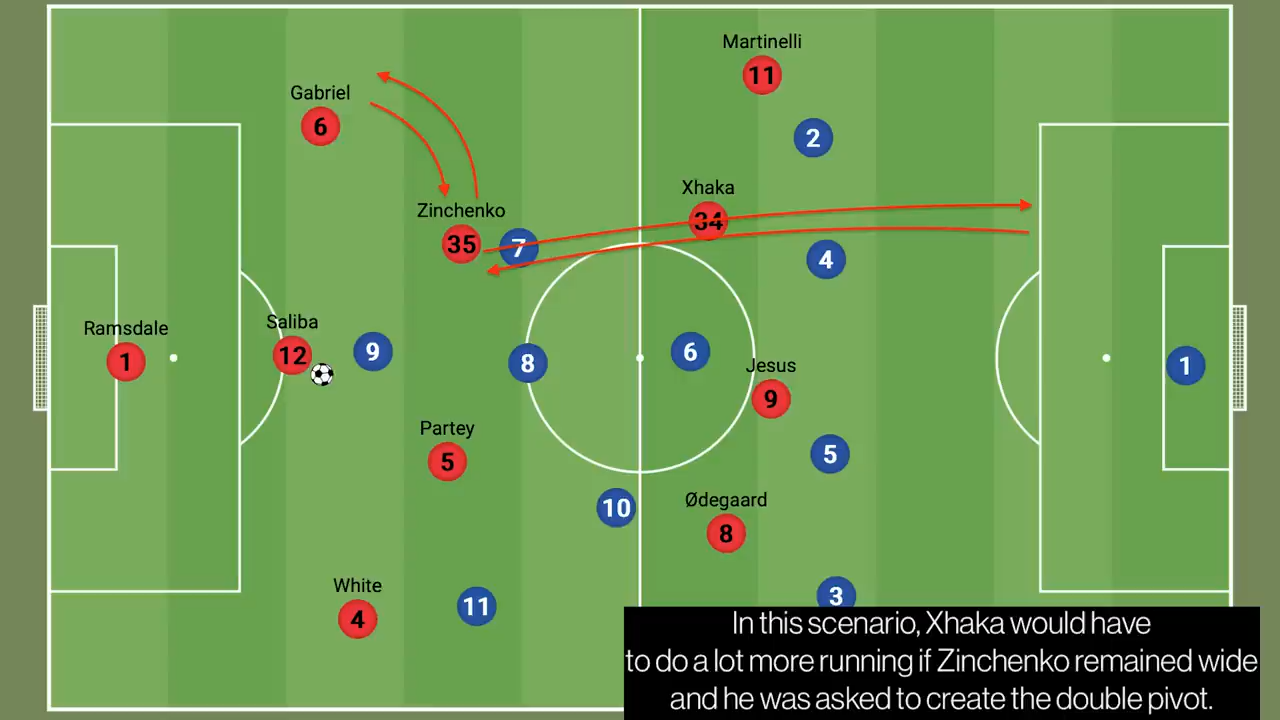 Martinelli
11
Gabriel
6
2
Xhaka
34
Zinchenko
35
7
4
Ramsdale
1
Saliba
12
9
8
6
Jesus
9
1
Partey
5
5
10
Ødegaard
8
White
4
11
3
In this scenario, Xhaka would have
to do a lot more running if Zinchenko remained wide
and he was asked to create the double pivot.